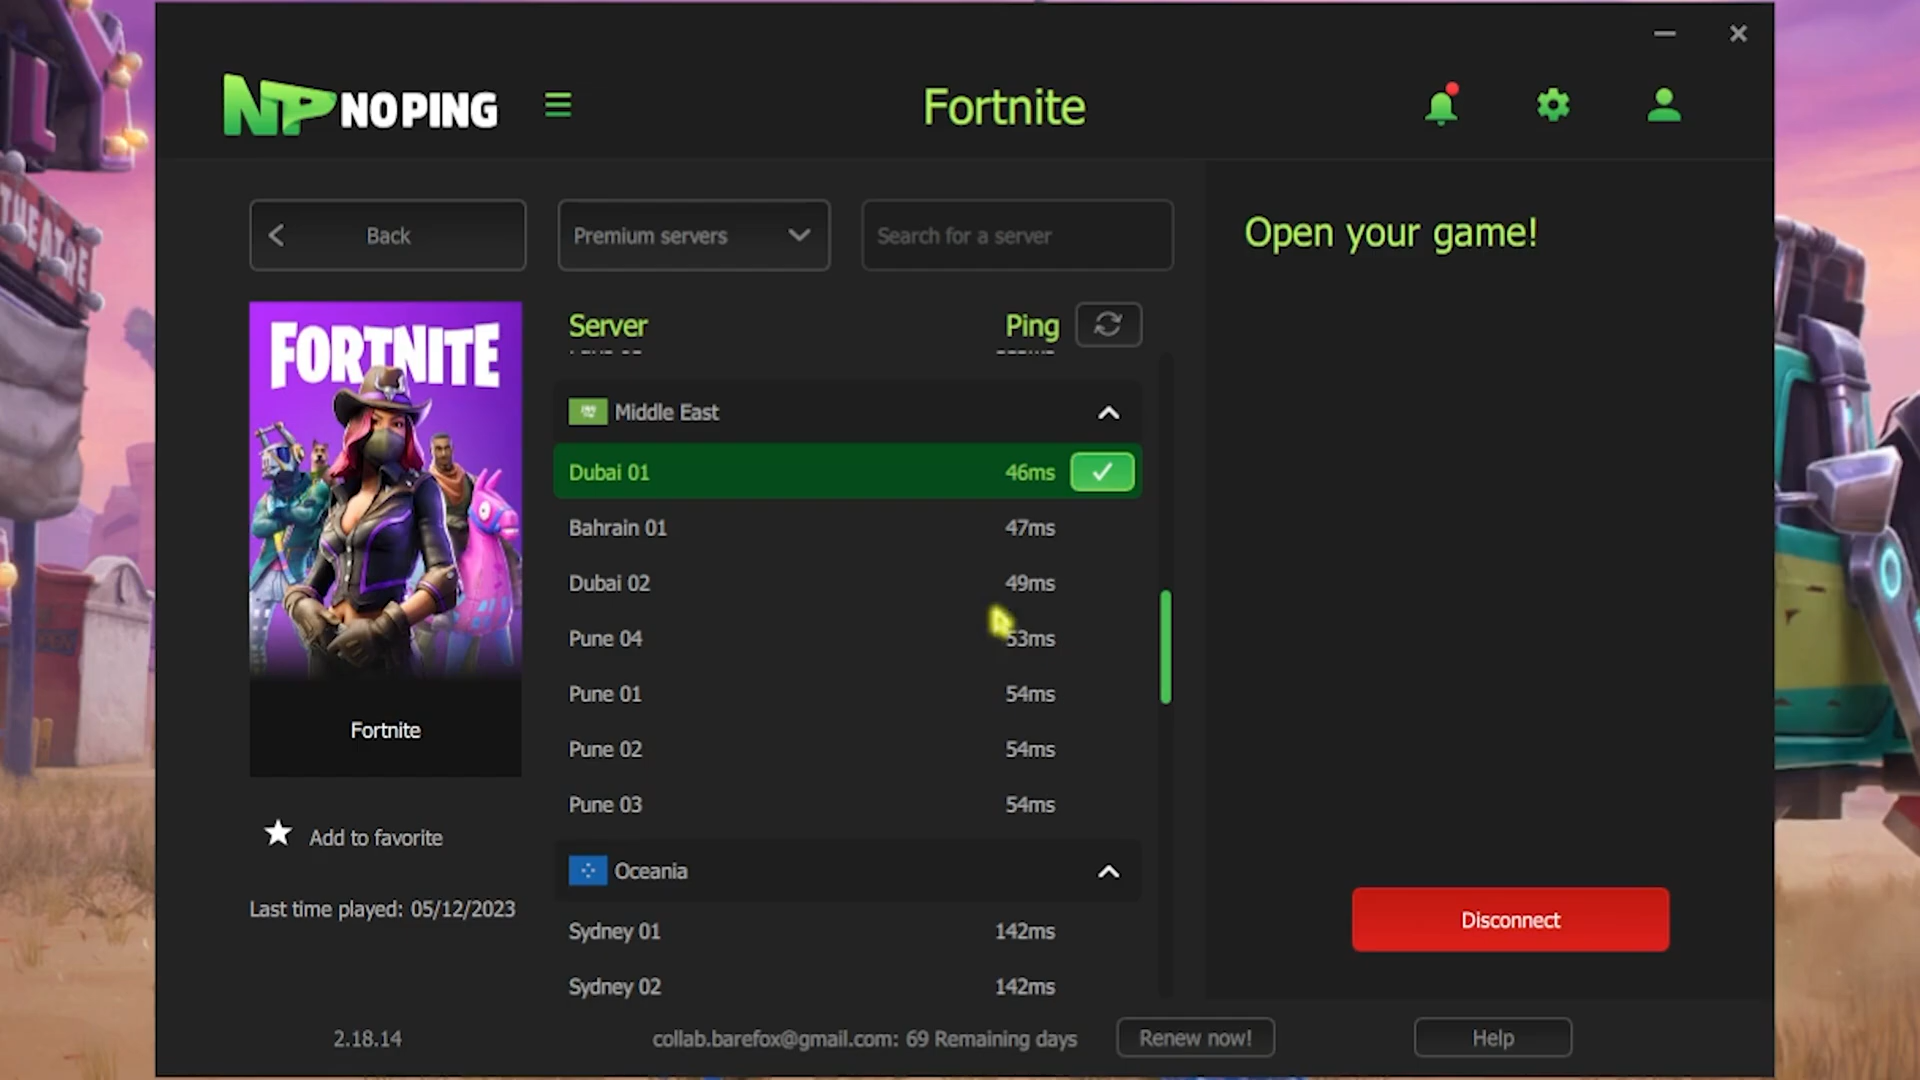 NP NOPING
Fortnite
Back
Premium servers
Search for a server
Open your game!
THEATRE
FORTNITE
Server
Ping
Middle East
Dubai 01
46ms
Bahrain 01
47ms
Dubai 02
49ms
Pune 04
53ms
Pune 01
54ms
Pune 02
54ms
Pune 03
54ms
Fortnite
Add to favorite
Last time played: 05/12/2023
Oceania
Sydney 01
142ms
Sydney 02
142ms
Disconnect
2.18.14
collab.barefox@gmail.com: 69 Remaining days
Renew now!
Help